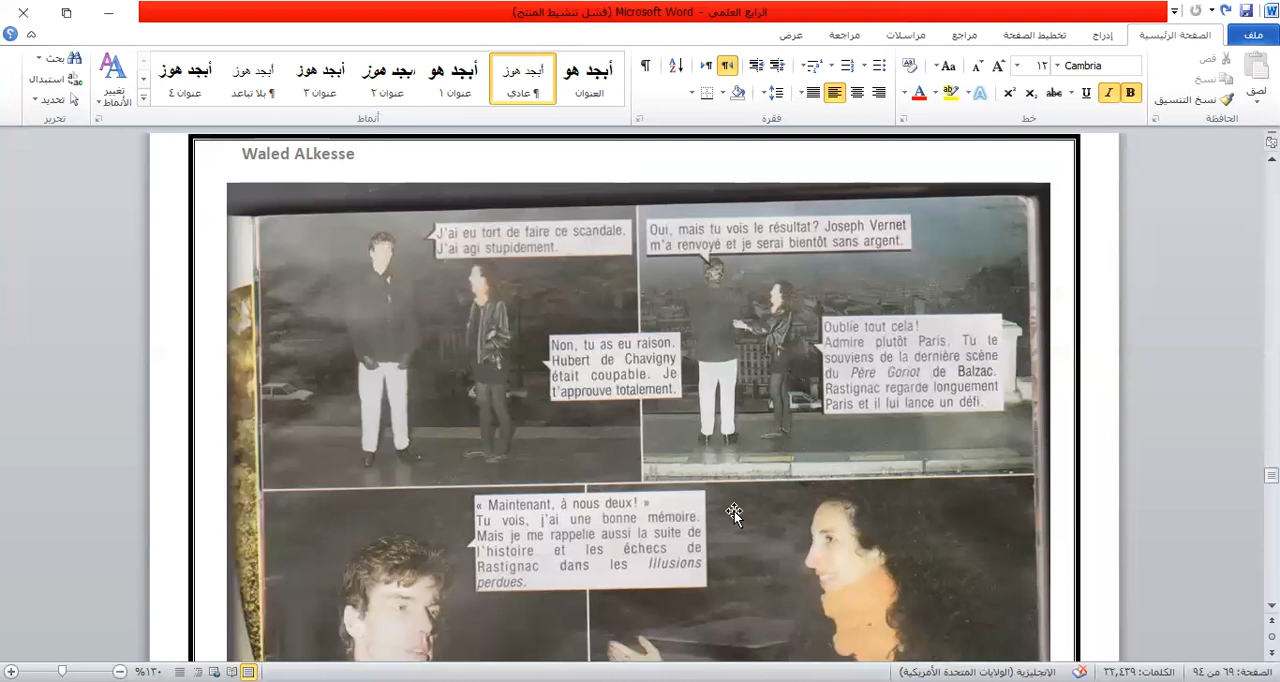 الرابع العلمي - Microsoft Word (فشل تنشيط المنتج)
ملف
الصفحة الرئيسية
إدراج
تخطيط الصفحة
مراجع
مراسلات
مراجعة
عرض
لصق
قص
نسخ
نسخ التنسيق
الحافظة
Cambria
١٢
خط
فقرة
أبجد هو
العنوان
أبجد هوز
¶ عادي
أبجد هو
عنوان ١
أبجد هوز
عنوان ٢
أبجد هوز
عنوان ٣
أبجد هوز
¶ بلا تباعد
أبجد هوز
عنوان ٤
تغيير
الأنماط
أنماط
بحث
استبدال
تحديد
تحرير
Waled ALkesse
J'ai eu tort de faire ce scandale.
J'ai agi stupidement.
Non, tu as eu raison.
Hubert de Chavigny
était coupable. Je
t'approuve totalement.
Oui, mais tu vois le résultat? Joseph Vernet
m'a renvoyé et je serai bientôt sans argent.
Oublie tout cela!
Admire plutôt Paris. Tu te
souviens de la dernière scène
du Père Goriot de Balzac.
Rastignac regarde longuement
Paris et il lui lance un défi.
« Maintenant, à nous deux! »
Tu vois, j'ai une bonne mémoire.
Mais je me rappelle aussi la suite de
l'histoire et les échecs de
Rastignac dans les Illusions
perdues.
الصفحة: ٦٩ من ٩٤
الكلمات: ٢٢,٤٣٩
الإنجليزية (الولايات المتحدة الأمريكية)
١٣٠%